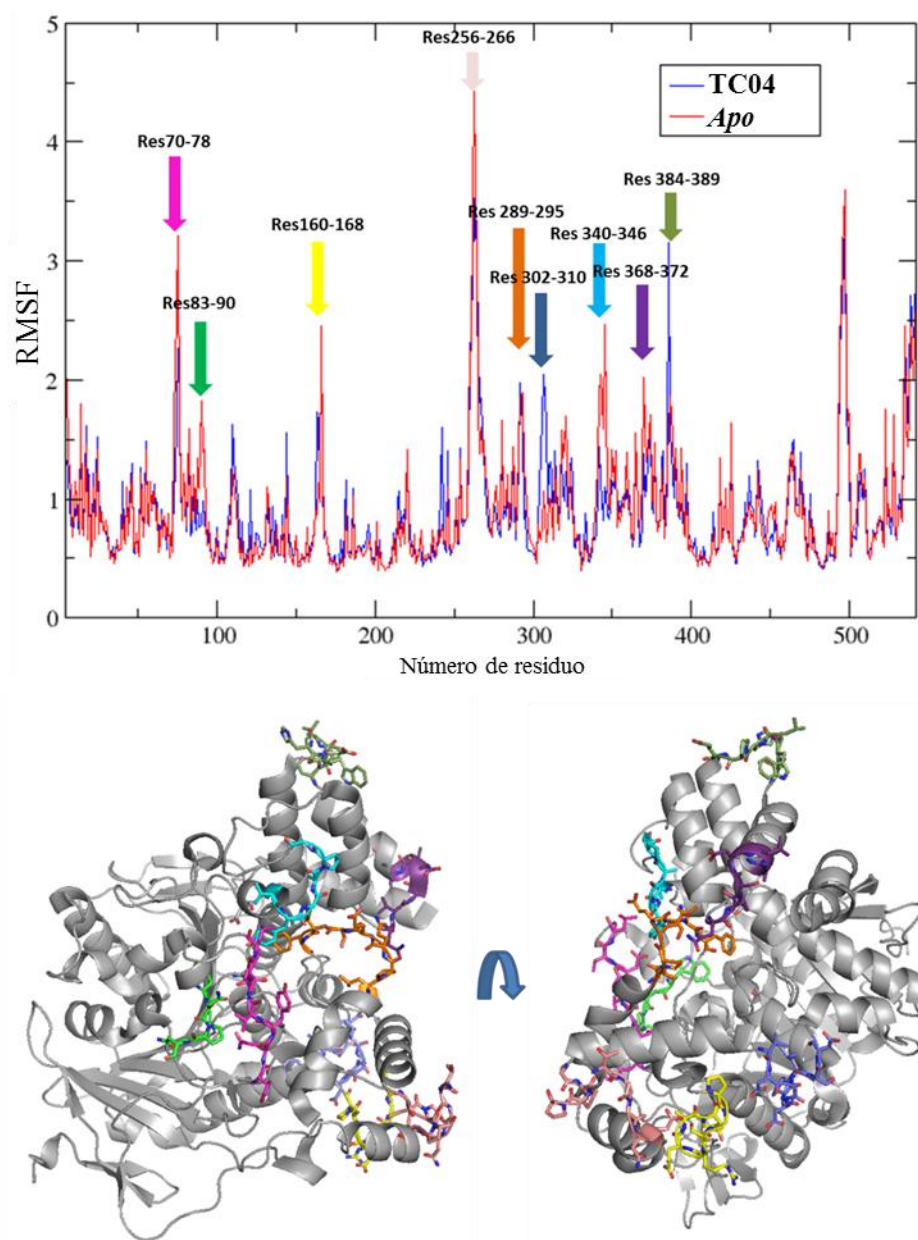 5
Res256-266
TC04
Apo
4
Res70-78
Res 384-389
Res160-168
Res 289-295
Res 340-346
3
Res83-90
Res 302-310
Res 368-372
RMSF
2
1
0
100
200
300
400
500
Número de residuo